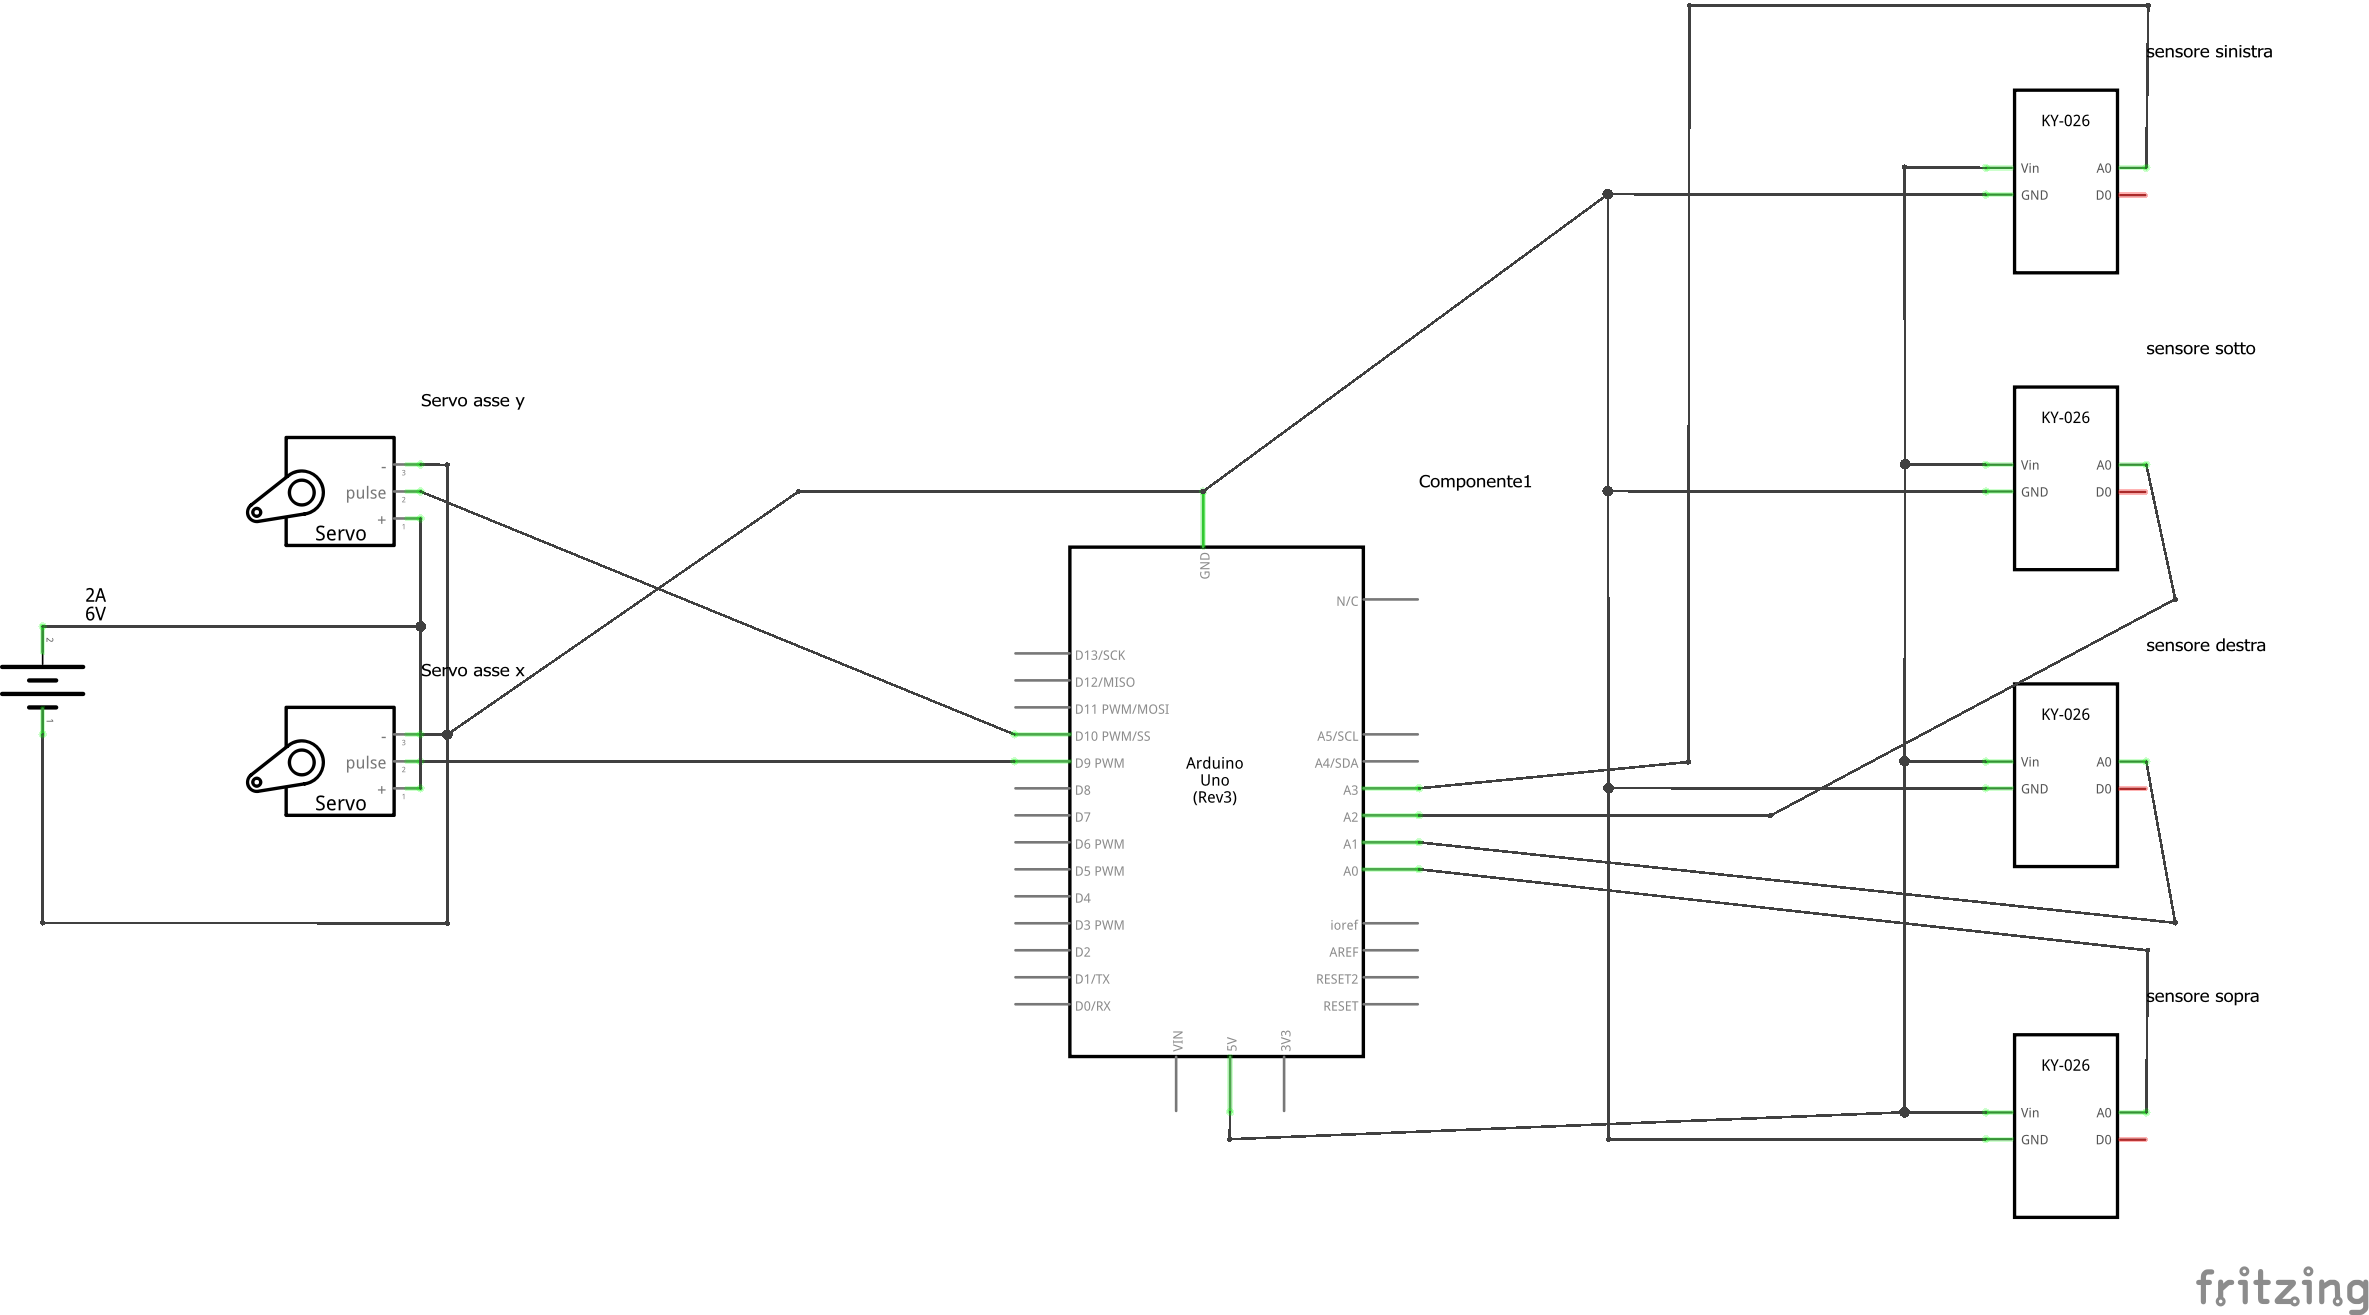 sensore sinistra
KY-026
Vin
A0
GND
D0
sensore sotto
KY-026
Vin
A0
GND
D0
Servo asse y
-
3
pulse
2
+
1
Servo
Componente1
2A
6V
2
1
Servo asse x
-
3
pulse
2
+
1
Servo
GND
N/C
D13/SCK
D12/MISO
D11 PWM/MOSI
D10 PWM/SS
D9 PWM
D8
D7
D6 PWM
D5 PWM
D4
D3 PWM
D2
D1/TX
D0/RX
Arduino
Uno
(Rev3)
A5/SCL
A4/SDA
A3
A2
A1
A0
ioref
AREF
RESET2
RESET
VIN
5V
3V3
sensore destra
KY-026
Vin
A0
GND
D0
sensore sopra
KY-026
Vin
A0
GND
D0
fritzing